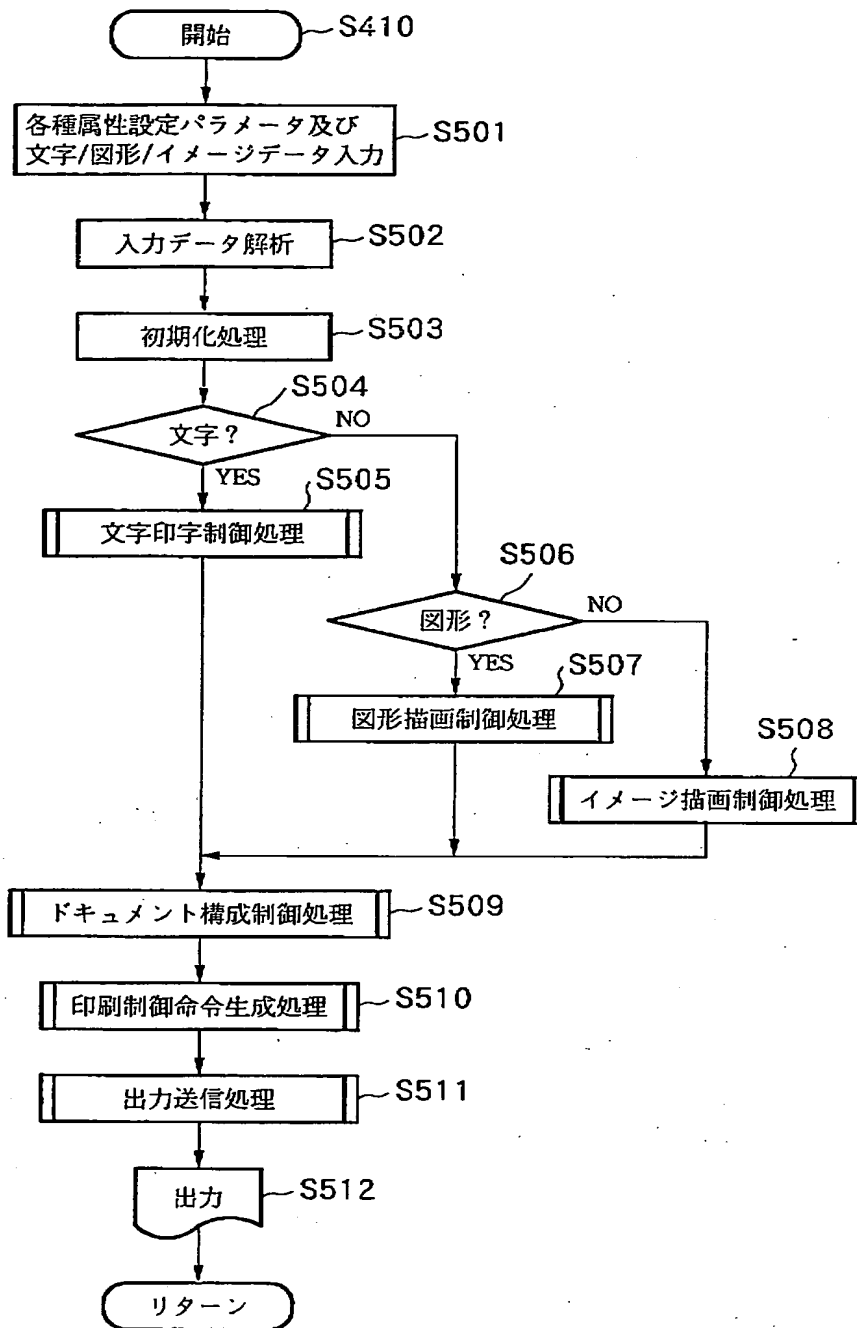 開始
S410
各種属性設定パラメータ及び
文字/図形/イメージデータ入力
S501
入力データ解析
S502
初期化処理
S503
S504
文字?
NO
YES
S505
文字印字制御処理
S506
図形?
NO
YES
S507
図形描画制御処理
S508
イメージ描画制御処理
ドキュメント構成制御処理
S509
印刷制御命令生成処理
S510
出力送信処理
S511
出力
S512
リターン